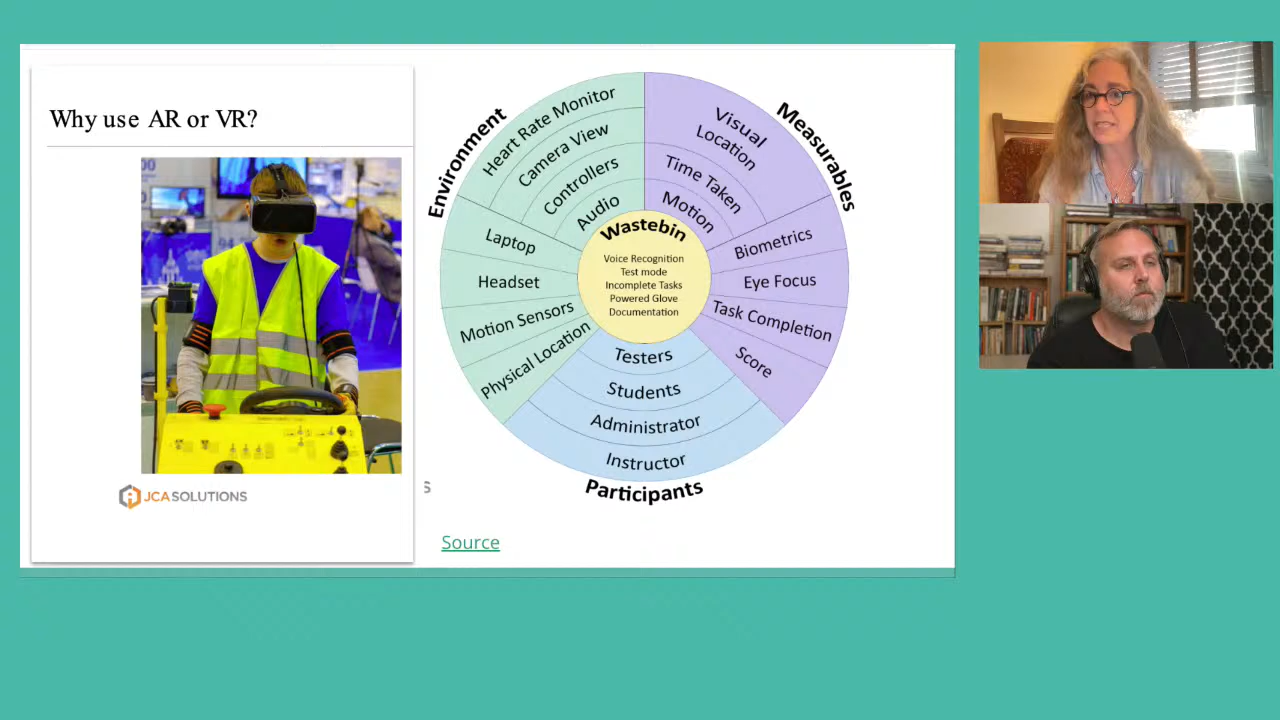 Why use AR or VR?
JCA SOLUTIONS
s
Environment
Heart Rate Monitor
Camera View
Controllers
Audio
Laptop
Headset
Motion Sensors
Physical Location
Measurables
Visual
Location
Time Taken
Motion
Biometrics
Eye Focus
Task Completion
Score
Wastebin
Voice Recognition
Test mode
Incomplete Tasks
Powered Glove
Documentation
Testers
Students
Administrator
Instructor
Participants
Source